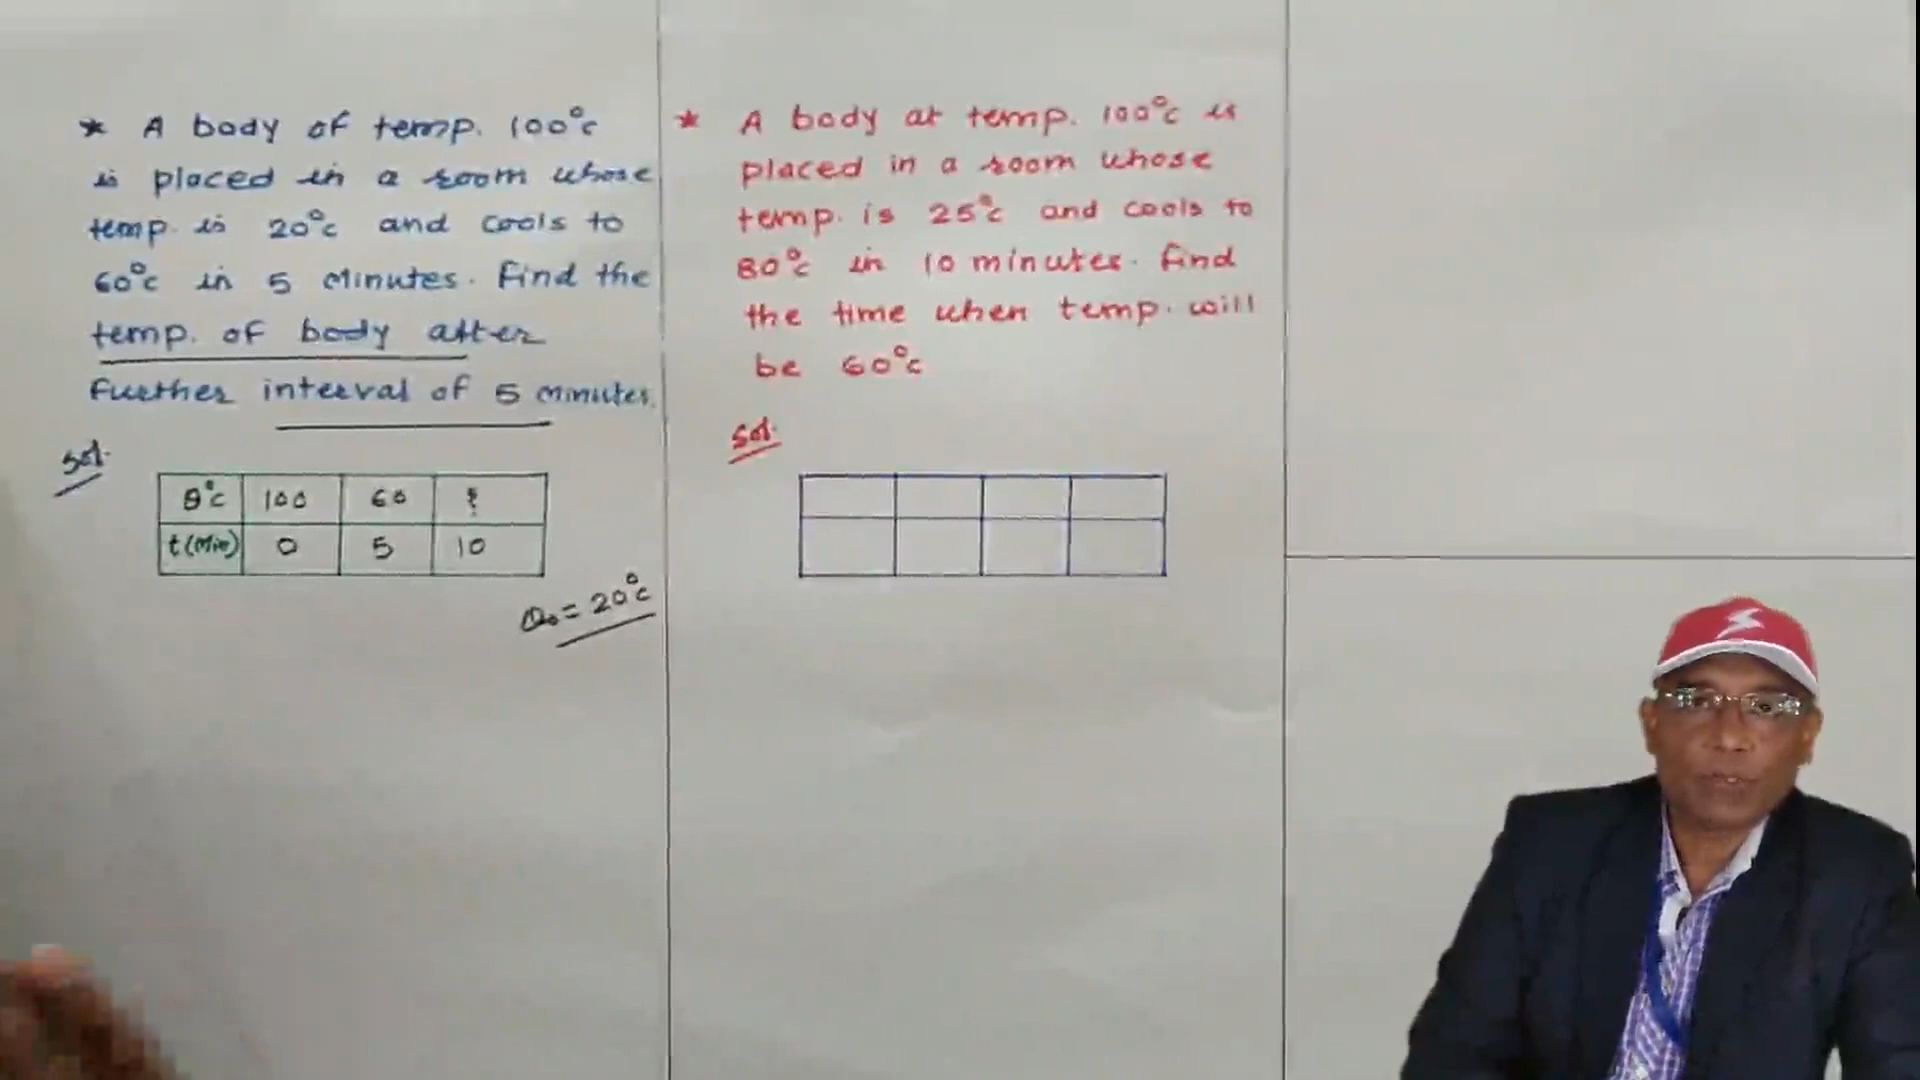 * A body of temp. 100°c
is placed in a room whose
temp. is 20°c and cools to
60°c in 5 Minutes. Find the
temp. of body after
Further interval of 5 minutes.
Sol.
θ°c 100 60 ?
t(Min) 0 5 10
θ₀ = 20°c
* A body at temp. 100°c is
placed in a room whose
temp. is 25°c and cools to
80°c in 10 minutes. Find
the time when temp. will
be 60°c
Sol.